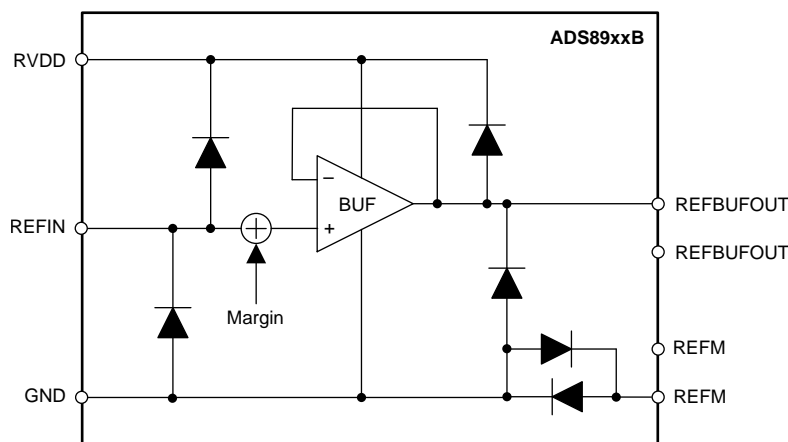 ADS89xxB
RVDD
−
BUF
+
REFIN
REFBUFOUT
REFBUFOUT
Margin
REFM
GND
REFM